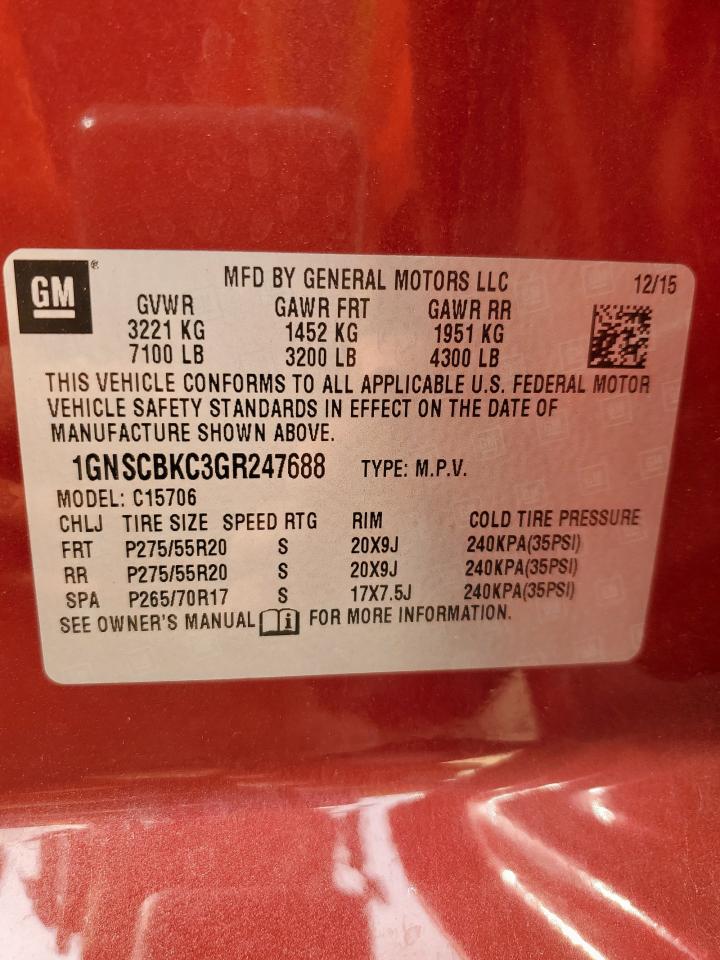 GM ®
MFD BY GENERAL MOTORS LLC 12/15
GVWR GAWR FRT GAWR RR
3221 KG 1452 KG 1951 KG
7100 LB 3200 LB 4300 LB
THIS VEHICLE CONFORMS TO ALL APPLICABLE U.S. FEDERAL MOTOR
VEHICLE SAFETY STANDARDS IN EFFECT ON THE DATE OF
MANUFACTURE SHOWN ABOVE.
1GNSCBKC3GR247688 TYPE: M.P.V.
MODEL: C15706
CHLJ TIRE SIZE SPEED RTG RIM COLD TIRE PRESSURE
FRT P275/55R20 S 20X9J 240KPA(35PSI)
RR P275/55R20 S 20X9J 240KPA(35PSI)
SPA P265/70R17 S 17X7.5J 240KPA(35PSI)
SEE OWNER'S MANUAL i FOR MORE INFORMATION.